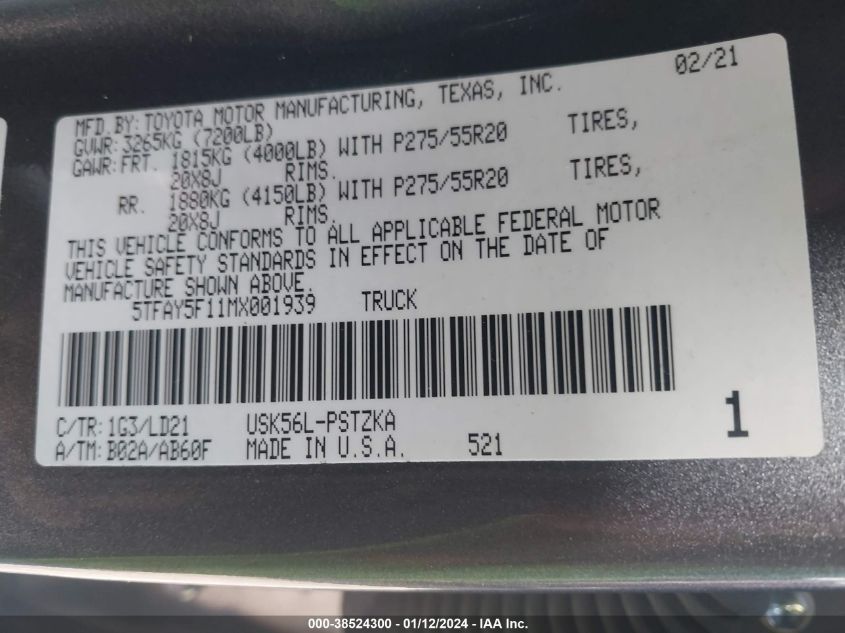 02/21
MFD.BY:TOYOTA MOTOR MANUFACTURING, TEXAS, INC.
GVWR:3265KG (7200LB)
GAWR:FRT. 1815KG (4000LB) WITH P275/55R20 TIRES,
20X8J RIMS.
RR. 1880KG (4150LB) WITH P275/55R20 TIRES,
20X8J RIMS.
THIS VEHICLE CONFORMS TO ALL APPLICABLE FEDERAL MOTOR
VEHICLE SAFETY STANDARDS IN EFFECT ON THE DATE OF
MANUFACTURE SHOWN ABOVE.
5TFAY5F11MX001939 TRUCK
C/TR:1G3/LD21 USK56L-PSTZKA
A/TM:B02A/AB60F MADE IN U.S.A. 521
1
000-38524300 - 01/12/2024 - IAA Inc.